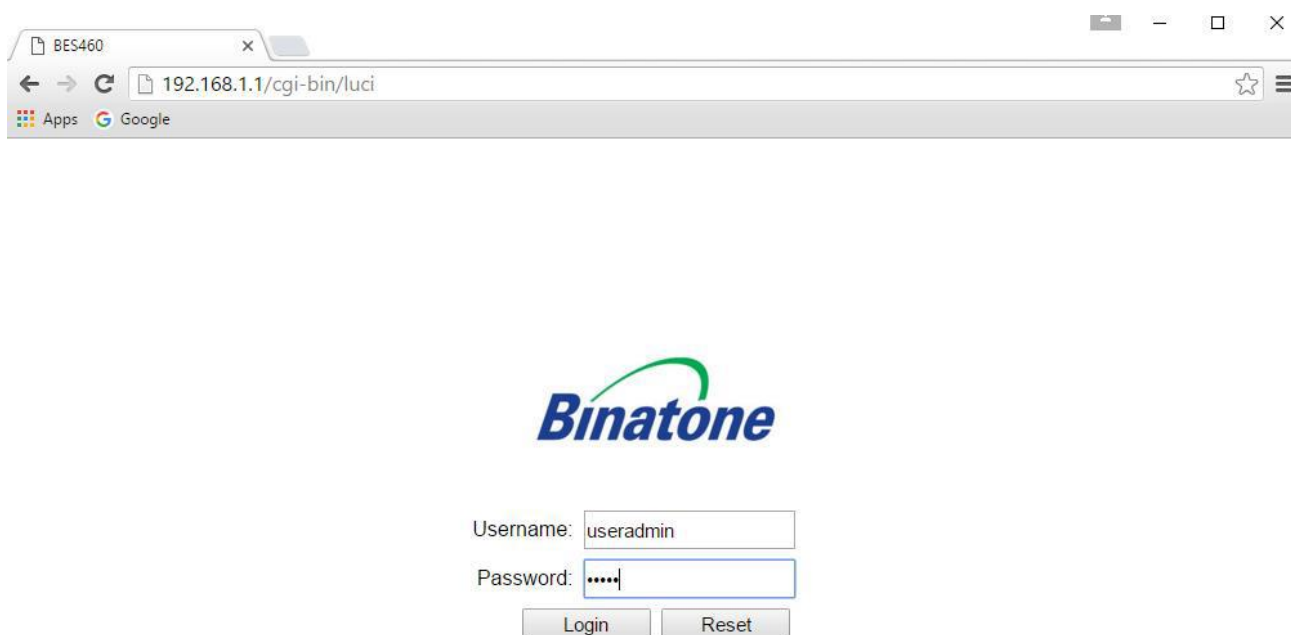 BES460
192.168.1.1/cgi-bin/luci
Apps Google
Binatone
Username: useradmin
Password: •••••
Login Reset